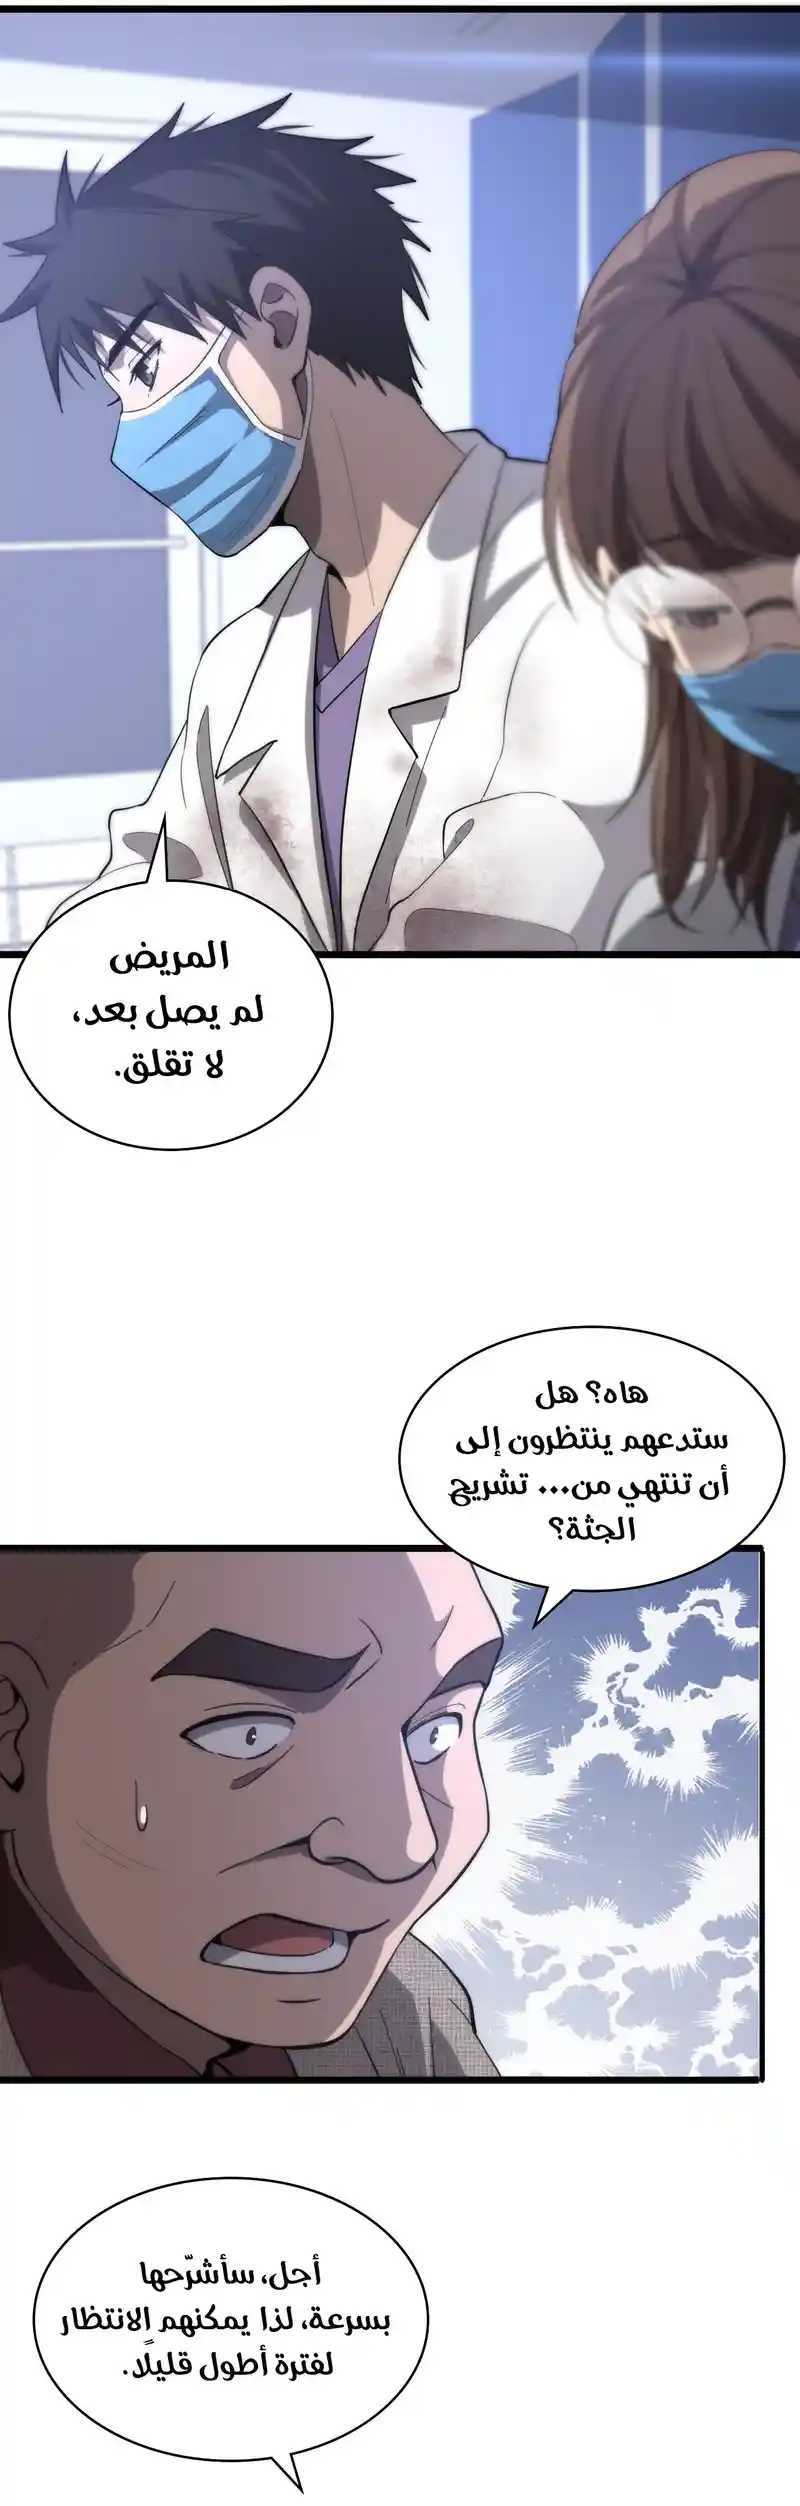 المريض
لم يصل بعد،
لا تقلق.
هاه؟ هل
ستدعهم ينتظرون إلى
أن تنتهي من... تشريح
الجثة؟
أجل، سأشرّحها
بسرعة، لذا يمكنهم الانتظار
لفترة أطول قليلًا.